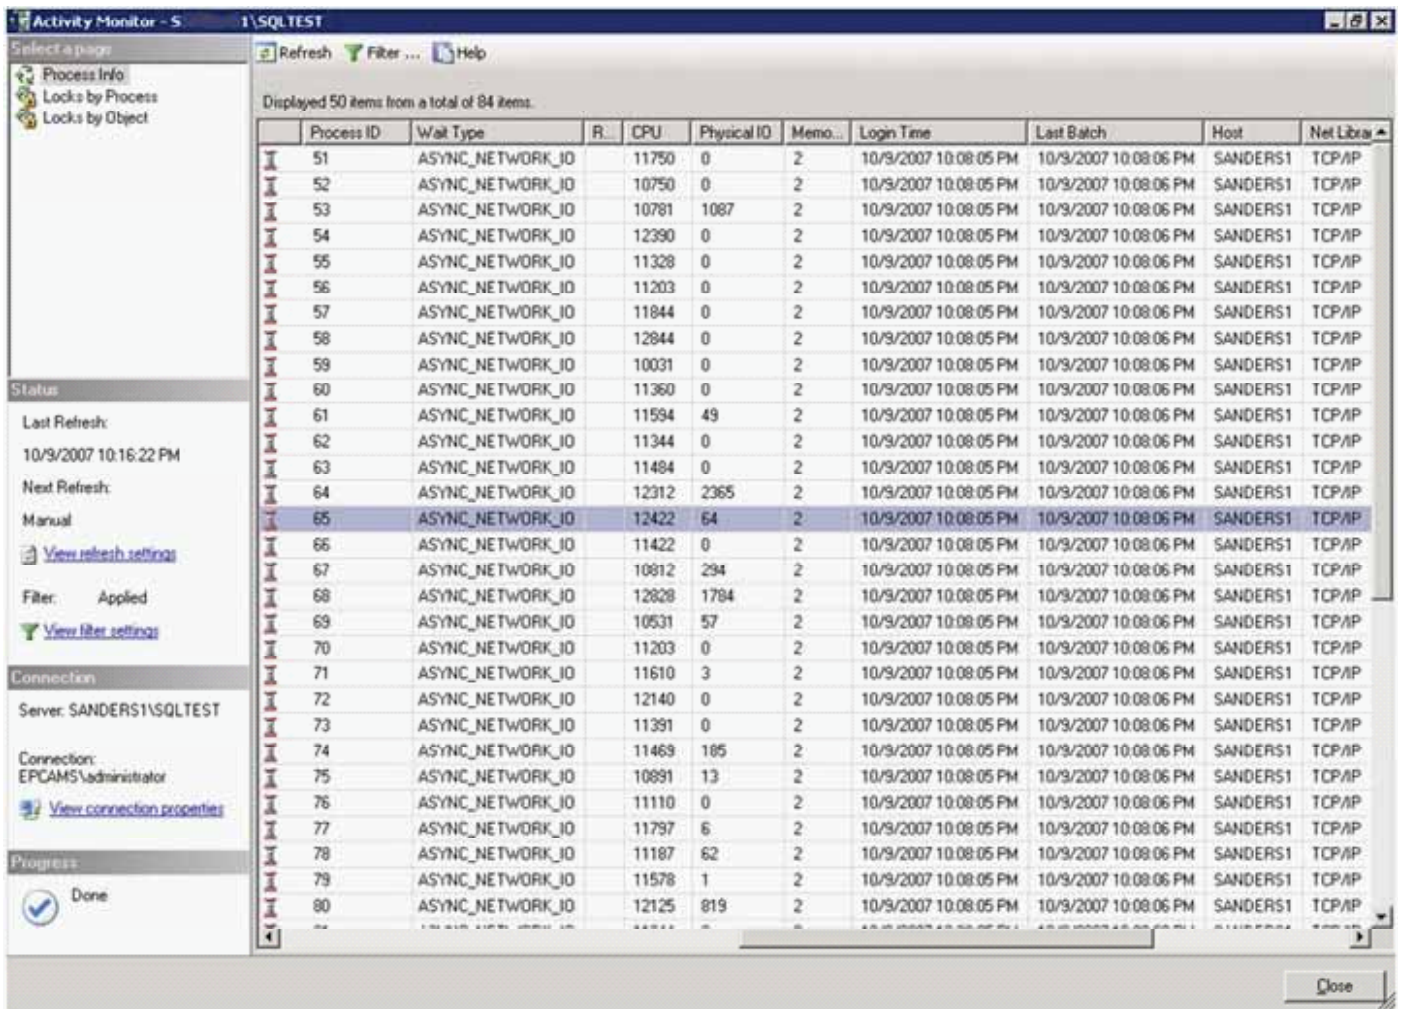 Activity Monitor - S 1\SQLTEST
Select a page
Process Info
Locks by Process
Locks by Object
Status
Last Refresh:
10/9/2007 10:16:22 PM
Next Refresh:
Manual
View refresh settings
Filter: Applied
View filter settings
Connection
Server: SANDERS1\SQLTEST
Connection:
EPCAMS\administrator
View connection properties
Progress
Done
Refresh Filter ... Help
Displayed 50 items from a total of 84 items.
Process ID Wait Type R... CPU Physical IO Memo... Login Time Last Batch Host Net Librar
51 ASYNC_NETWORK_IO 11750 0 2 10/9/2007 10:08:05 PM 10/9/2007 10:08:06 PM SANDERS1 TCP/IP
52 ASYNC_NETWORK_IO 10750 0 2 10/9/2007 10:08:05 PM 10/9/2007 10:08:06 PM SANDERS1 TCP/IP
53 ASYNC_NETWORK_IO 10781 1087 2 10/9/2007 10:08:05 PM 10/9/2007 10:08:06 PM SANDERS1 TCP/IP
54 ASYNC_NETWORK_IO 12390 0 2 10/9/2007 10:08:05 PM 10/9/2007 10:08:06 PM SANDERS1 TCP/IP
55 ASYNC_NETWORK_IO 11328 0 2 10/9/2007 10:08:05 PM 10/9/2007 10:08:06 PM SANDERS1 TCP/IP
56 ASYNC_NETWORK_IO 11203 0 2 10/9/2007 10:08:05 PM 10/9/2007 10:08:06 PM SANDERS1 TCP/IP
57 ASYNC_NETWORK_IO 11844 0 2 10/9/2007 10:08:05 PM 10/9/2007 10:08:06 PM SANDERS1 TCP/IP
58 ASYNC_NETWORK_IO 12844 0 2 10/9/2007 10:08:05 PM 10/9/2007 10:08:06 PM SANDERS1 TCP/IP
59 ASYNC_NETWORK_IO 10031 0 2 10/9/2007 10:08:05 PM 10/9/2007 10:08:06 PM SANDERS1 TCP/IP
60 ASYNC_NETWORK_IO 11360 0 2 10/9/2007 10:08:05 PM 10/9/2007 10:08:06 PM SANDERS1 TCP/IP
61 ASYNC_NETWORK_IO 11594 49 2 10/9/2007 10:08:05 PM 10/9/2007 10:08:06 PM SANDERS1 TCP/IP
62 ASYNC_NETWORK_IO 11344 0 2 10/9/2007 10:08:05 PM 10/9/2007 10:08:06 PM SANDERS1 TCP/IP
63 ASYNC_NETWORK_IO 11484 0 2 10/9/2007 10:08:05 PM 10/9/2007 10:08:06 PM SANDERS1 TCP/IP
64 ASYNC_NETWORK_IO 12312 2365 2 10/9/2007 10:08:05 PM 10/9/2007 10:08:06 PM SANDERS1 TCP/IP
65 ASYNC_NETWORK_IO 12422 64 2 10/9/2007 10:08:05 PM 10/9/2007 10:08:06 PM SANDERS1 TCP/IP
66 ASYNC_NETWORK_IO 11422 0 2 10/9/2007 10:08:05 PM 10/9/2007 10:08:06 PM SANDERS1 TCP/IP
67 ASYNC_NETWORK_IO 10812 294 2 10/9/2007 10:08:05 PM 10/9/2007 10:08:06 PM SANDERS1 TCP/IP
68 ASYNC_NETWORK_IO 12828 1784 2 10/9/2007 10:08:05 PM 10/9/2007 10:08:06 PM SANDERS1 TCP/IP
69 ASYNC_NETWORK_IO 10531 57 2 10/9/2007 10:08:05 PM 10/9/2007 10:08:06 PM SANDERS1 TCP/IP
70 ASYNC_NETWORK_IO 11203 0 2 10/9/2007 10:08:05 PM 10/9/2007 10:08:06 PM SANDERS1 TCP/IP
71 ASYNC_NETWORK_IO 11610 3 2 10/9/2007 10:08:05 PM 10/9/2007 10:08:06 PM SANDERS1 TCP/IP
72 ASYNC_NETWORK_IO 12140 0 2 10/9/2007 10:08:05 PM 10/9/2007 10:08:06 PM SANDERS1 TCP/IP
73 ASYNC_NETWORK_IO 11391 0 2 10/9/2007 10:08:05 PM 10/9/2007 10:08:06 PM SANDERS1 TCP/IP
74 ASYNC_NETWORK_IO 11469 185 2 10/9/2007 10:08:05 PM 10/9/2007 10:08:06 PM SANDERS1 TCP/IP
75 ASYNC_NETWORK_IO 10891 13 2 10/9/2007 10:08:05 PM 10/9/2007 10:08:06 PM SANDERS1 TCP/IP
76 ASYNC_NETWORK_IO 11110 0 2 10/9/2007 10:08:05 PM 10/9/2007 10:08:06 PM SANDERS1 TCP/IP
77 ASYNC_NETWORK_IO 11797 6 2 10/9/2007 10:08:05 PM 10/9/2007 10:08:06 PM SANDERS1 TCP/IP
78 ASYNC_NETWORK_IO 11187 62 2 10/9/2007 10:08:05 PM 10/9/2007 10:08:06 PM SANDERS1 TCP/IP
79 ASYNC_NETWORK_IO 11578 1 2 10/9/2007 10:08:05 PM 10/9/2007 10:08:06 PM SANDERS1 TCP/IP
80 ASYNC_NETWORK_IO 12125 819 2 10/9/2007 10:08:05 PM 10/9/2007 10:08:06 PM SANDERS1 TCP/IP
Close